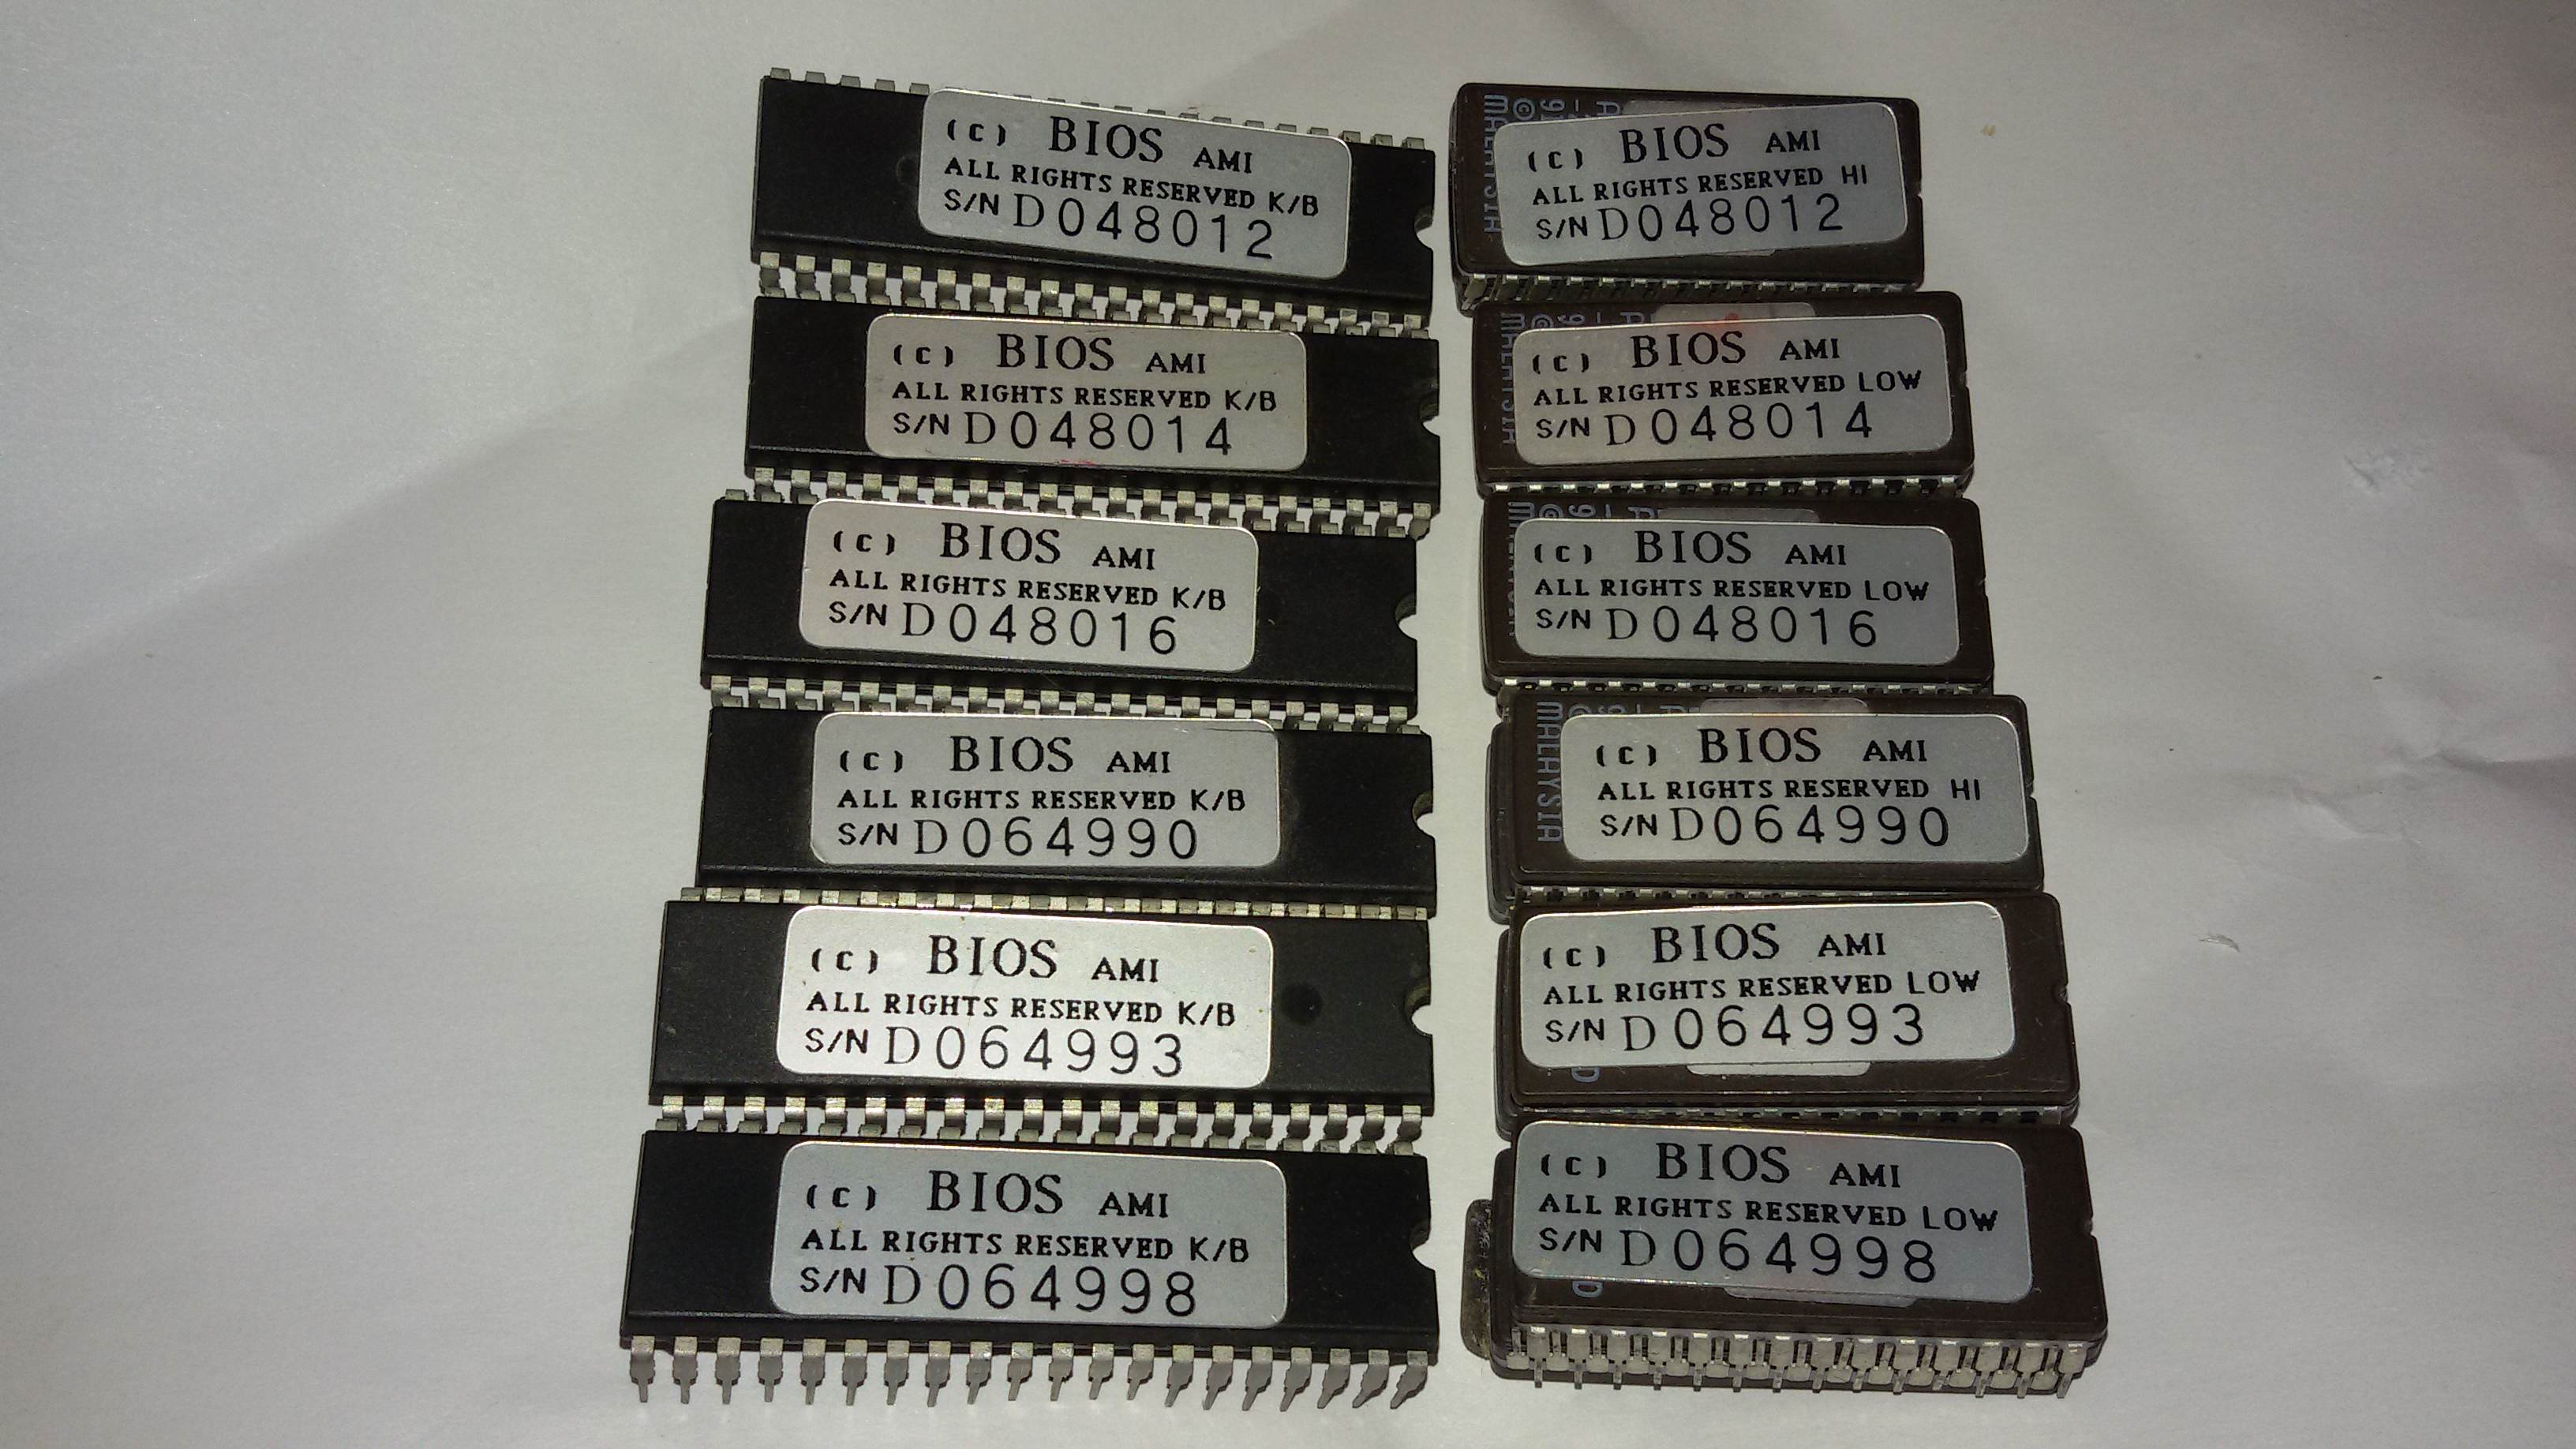 (C) BIOS AMI
ALL RIGHTS RESERVED K/B
S/N D048012
(C) BIOS AMI
ALL RIGHTS RESERVED K/B
S/N D048014
(C) BIOS AMI
ALL RIGHTS RESERVED K/B
S/N D048016
(C) BIOS AMI
ALL RIGHTS RESERVED K/B
S/N D064990
(C) BIOS AMI
ALL RIGHTS RESERVED K/B
S/N D064993
(C) BIOS AMI
ALL RIGHTS RESERVED K/B
S/N D064998
(C) BIOS AMI
ALL RIGHTS RESERVED HI
S/N D048012
MALAYSIA
(C) BIOS AMI
ALL RIGHTS RESERVED LOW
S/N D048014
MALAYSIA
(C) BIOS AMI
ALL RIGHTS RESERVED LOW
S/N D048016
(C) BIOS AMI
ALL RIGHTS RESERVED HI
S/N D064990
MALAYSIA
(C) BIOS AMI
ALL RIGHTS RESERVED LOW
S/N D064993
(C) BIOS AMI
ALL RIGHTS RESERVED LOW
S/N D064998